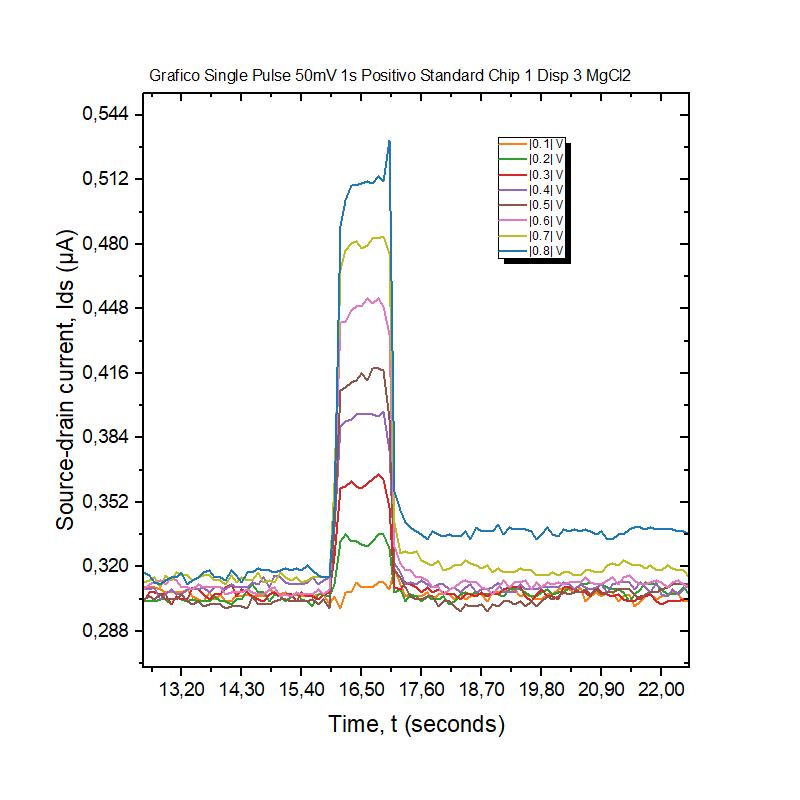 Grafico Single Pulse 50mV 1s Positivo Standard Chip 1 Disp 3 MgCl2
0,544
0,512
0,480
0,448
0,416
0,384
0,352
0,320
0,288
Source-drain current, Ids (µA)
|0.1| V
|0.2| V
|0.3| V
|0.4| V
|0.5| V
|0.6| V
|0.7| V
|0.8| V
13,20 14,30 15,40 16,50 17,60 18,70 19,80 20,90 22,00
Time, t (seconds)